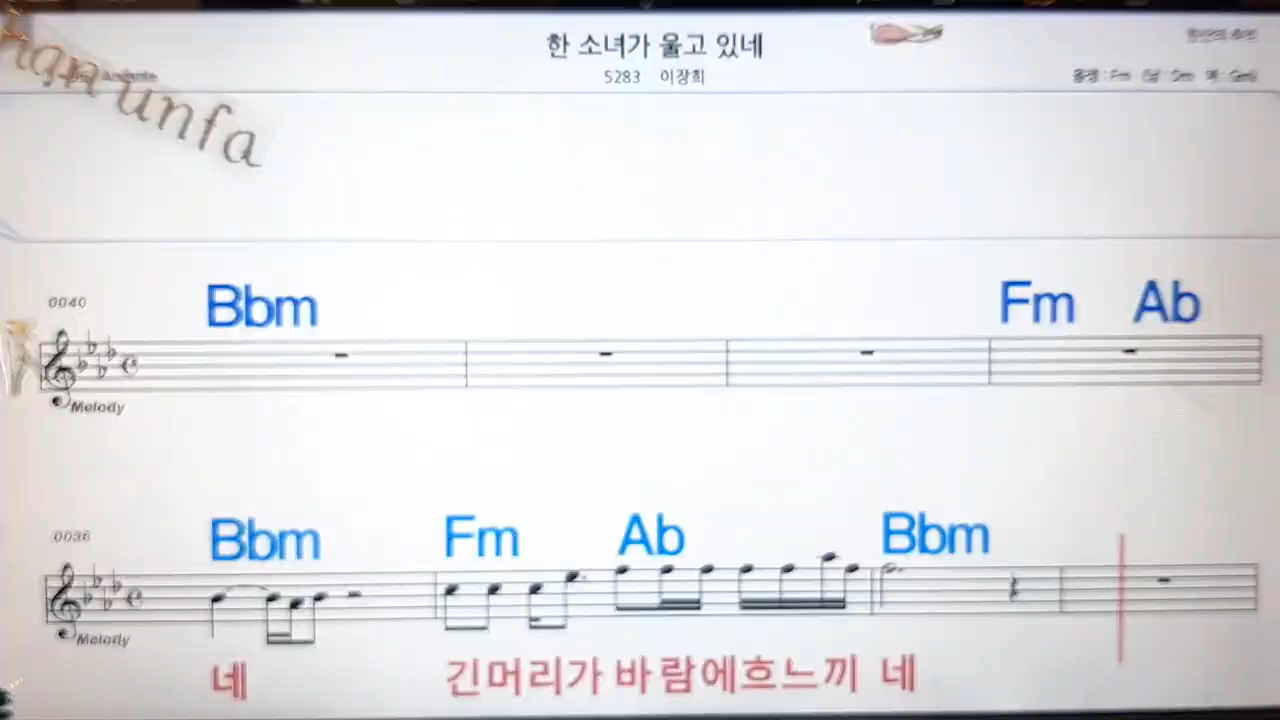 한 소녀가 울고 있네
5283 이장희
unfa
0040
Bbm Fm Ab
Melody
0036
Bbm Fm Ab Bbm
Melody
네 긴머리가 바람에흐느끼 네